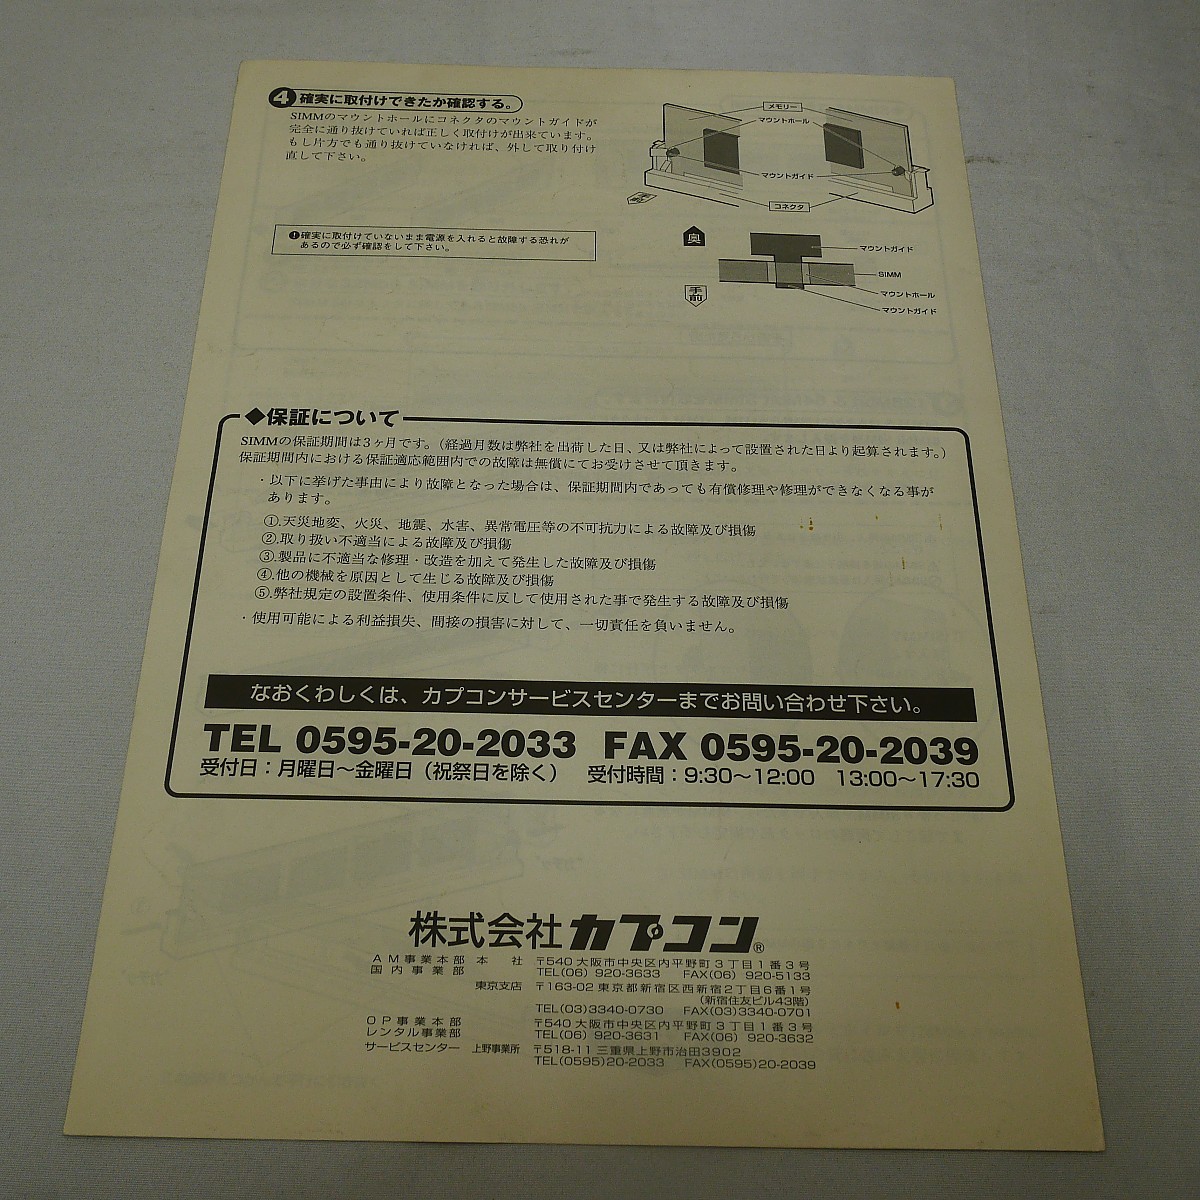 ④ 確実に取付けできたか確認する。
SIMMのマウントホールにコネクタのマウントガイドが
完全に通り抜けていれば正しく取付けが出来ています。
もし片方でも通り抜けていなければ、外して取り付け
直して下さい。
!確実に取付けていないまま電源を入れると故障する恐れが
あるので必ず確認をして下さい。
メモリー
マウントホール
マウントガイド
コネクタ
奥
マウントガイド
SIMM
手前
マウントホール
マウントガイド
◆保証について
SIMMの保証期間は3ヶ月です。(経過月数は弊社を出荷した日、又は弊社によって設置された日より起算されます。)
保証期間内における保証適応範囲内での故障は無償にてお受けさせて頂きます。
・以下に挙げた事由により故障となった場合は、保証期間内であっても有償修理や修理ができなくなる事が
あります。
①.天災地変、火災、地震、水害、異常電圧等の不可抗力による故障及び損傷
②.取り扱い不適当による故障及び損傷
③.製品に不適当な修理・改造を加えて発生した故障及び損傷
④.他の機械を原因として生じる故障及び損傷
⑤.弊社規定の設置条件、使用条件に反して使用された事で発生する故障及び損傷
・使用可能による利益損失、間接の損害に対して、一切責任を負いません。
なおくわしくは、カプコンサービスセンターまでお問い合わせ下さい。
TEL 0595-20-2033 FAX 0595-20-2039
受付日：月曜日～金曜日（祝祭日を除く） 受付時間：9:30～12:00 13:00～17:30
株式会社カプコン®
AM事業本部 本社 〒540 大阪市中央区内平野町3丁目1番3号
国内事業部 TEL(06) 920-3633 FAX(06) 920-5133
東京支店 〒163-02 東京都新宿区西新宿2丁目6番1号
(新宿住友ビル43階)
TEL(03)3340-0730 FAX(03)3340-0701
OP事業本部 〒540 大阪市中央区内平野町3丁目1番3号
レンタル事業部 TEL(06) 920-3631 FAX(06) 920-3632
サービスセンター 上野事業所 〒518-11 三重県上野市治田3902
TEL(0595)20-2033 FAX(0595)20-2039